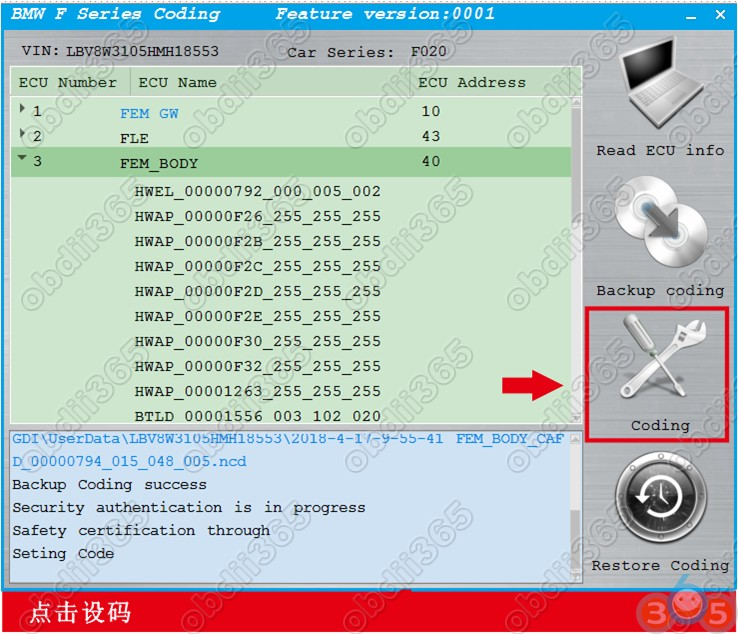 BMW F Series Coding Feature version:0001
VIN: LBV8W3105HMH18553 Car Series: F020
ECU Number ECU Name ECU Address
1 FEM GW 10
2 FLE 43
3 FEM_BODY 40
HWEL_00000792_000_005_002
HWAP_00000F26_255_255_255
HWAP_00000F2B_255_255_255
HWAP_00000F2C_255_255_255
HWAP_00000F2D_255_255_255
HWAP_00000F2E_255_255_255
HWAP_00000F30_255_255_255
HWAP_00000F32_255_255_255
HWAP_00001263_255_255_255
BTLD_00001556_003_102_020
Read ECU info
Backup coding
Coding
Restore Coding
GDI\UserData\LBV8W3105HMH18553\2018-4-17-9-55-41 FEM_BODY_CAF
D_00000794_015_048_005.ncd
Backup Coding success
Security authentication is in progress
Safety certification through
Seting Code
点击设码
365
obdii365